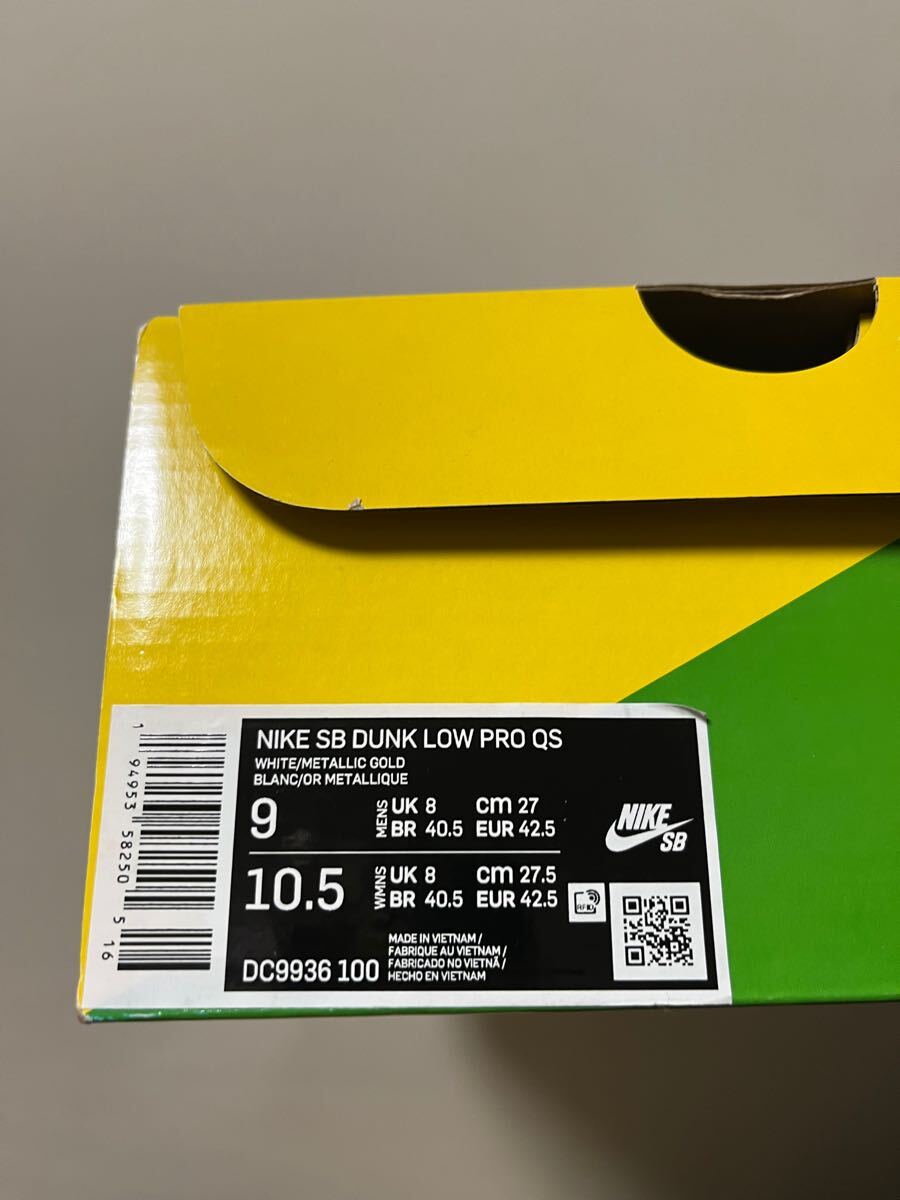 NIKE SB DUNK LOW PRO QS
WHITE/METALLIC GOLD
BLANC/OR METALLIQUE
9 MENS UK 8 cm 27
BR 40.5 EUR 42.5
10.5 WMNS UK 8 cm 27.5
BR 40.5 EUR 42.5
DC9936 100
MADE IN VIETNAM /
FABRIQUE AU VIETNAM /
FABRICADO NO VIETNÃ /
HECHO EN VIETNAM
NIKE
SB
RFID
1 94953 58250 5 16